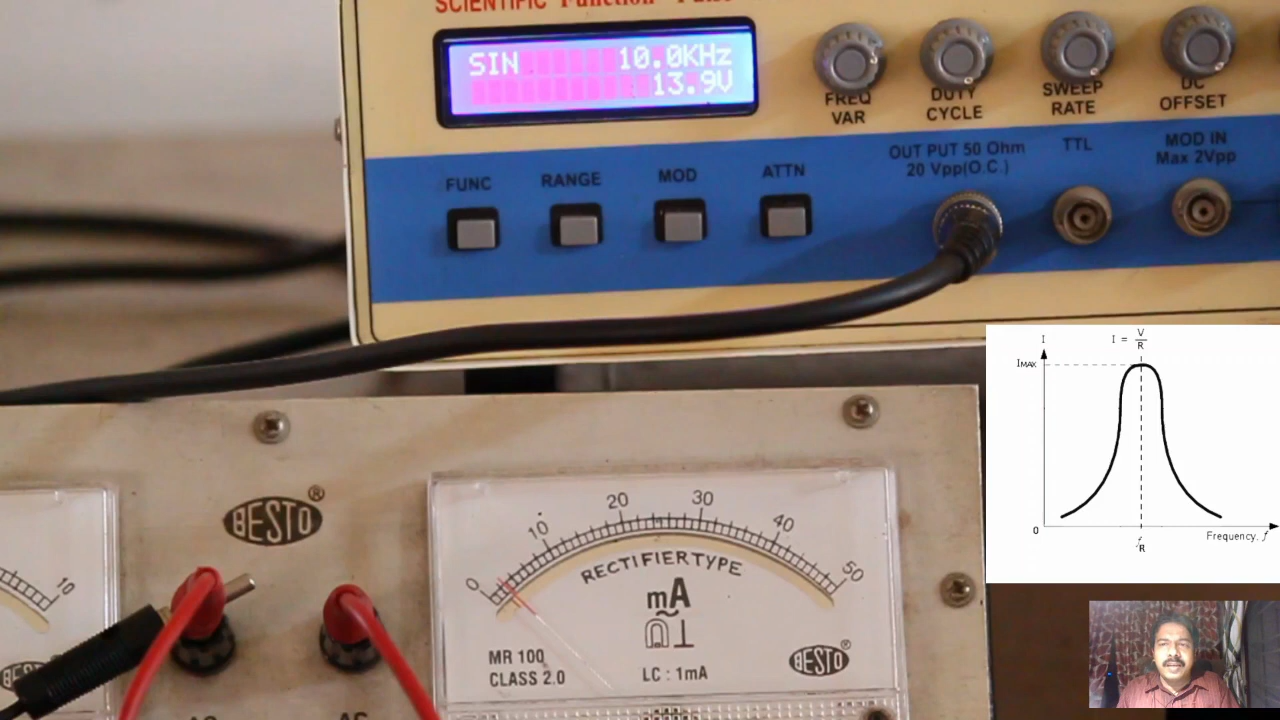 SCIENTIFIC Function
SIN 10.0KHz
13.9V
FREQ
VAR
DUTY
CYCLE
SWEEP
RATE
DC
OFFSET
FUNC
RANGE
MOD
ATTN
OUT PUT 50 Ohm
20 Vpp(O.C.)
TTL
MOD IN
Max 2Vpp
I
I = V
R
IMAX
0
Frequency. f
fR
BESTO®
10
0 10 20 30 40 50
RECTIFIERTYPE
mA
MR 100
CLASS 2.0
LC : 1mA
BESTO®